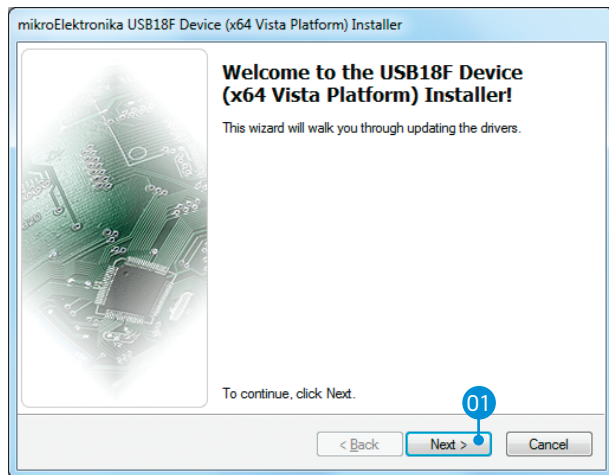 mikroElektronika USB18F Device (x64 Vista Platform) Installer
Welcome to the USB18F Device
(x64 Vista Platform) Installer!
This wizard will walk you through updating the drivers.
To continue, click Next.
01
< Back
Next >
Cancel